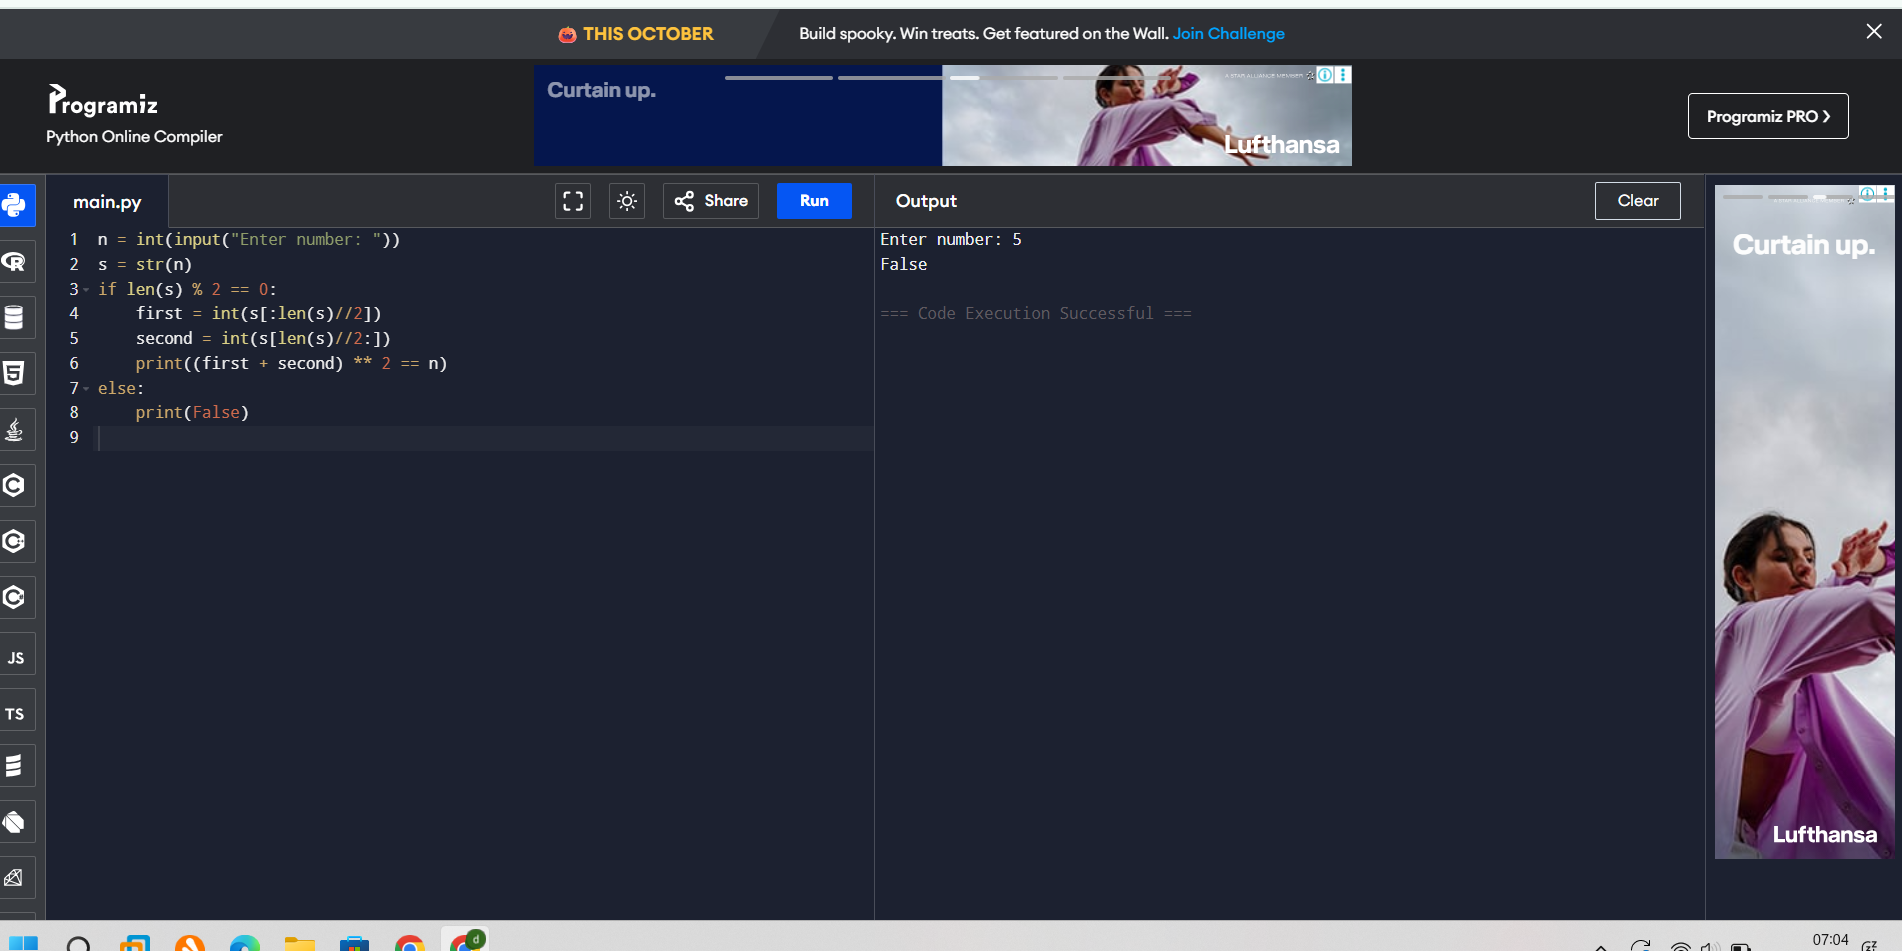 THIS OCTOBER
Build spooky. Win treats. Get featured on the Wall. Join Challenge
Programiz
Python Online Compiler
Curtain up.
A STAR ALLIANCE MEMBER
Lufthansa
Programiz PRO
main.py
Share
Run
Output
Clear
1 n = int(input("Enter number: "))
2 s = str(n)
3 if len(s) % 2 == 0:
4     first = int(s[:len(s)//2])
5     second = int(s[len(s)//2:])
6     print((first + second) ** 2 == n)
7 else:
8     print(False)
9
Enter number: 5
False
=== Code Execution Successful ===
Curtain up.
Lufthansa
JS
TS
d
07:04